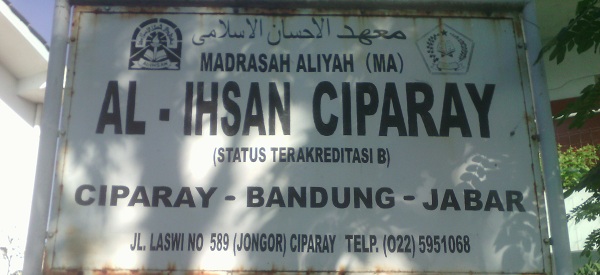 معهد الاحسان الاسلامى
MADRASAH ALIYAH (MA)
AL - IHSAN CIPARAY
(STATUS TERAKREDITASI B)
CIPARAY - BANDUNG - JABAR
JL. LASWI NO 589 (JONGOR) CIPARAY TELP. (022) 5951068